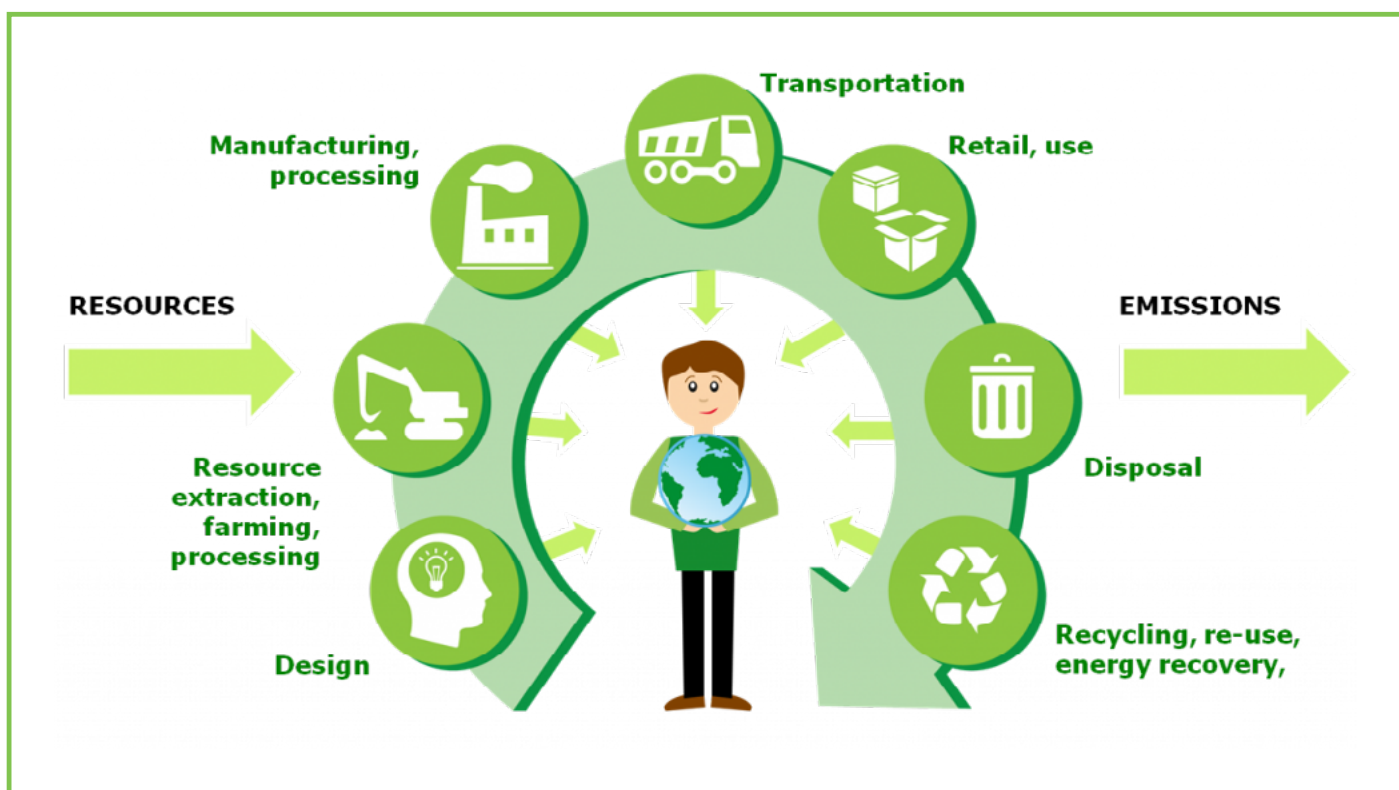 Transportation
Manufacturing,
processing
Retail, use
RESOURCES
EMISSIONS
Resource
extraction,
farming,
processing
Disposal
Design
Recycling, re-use,
energy recovery,